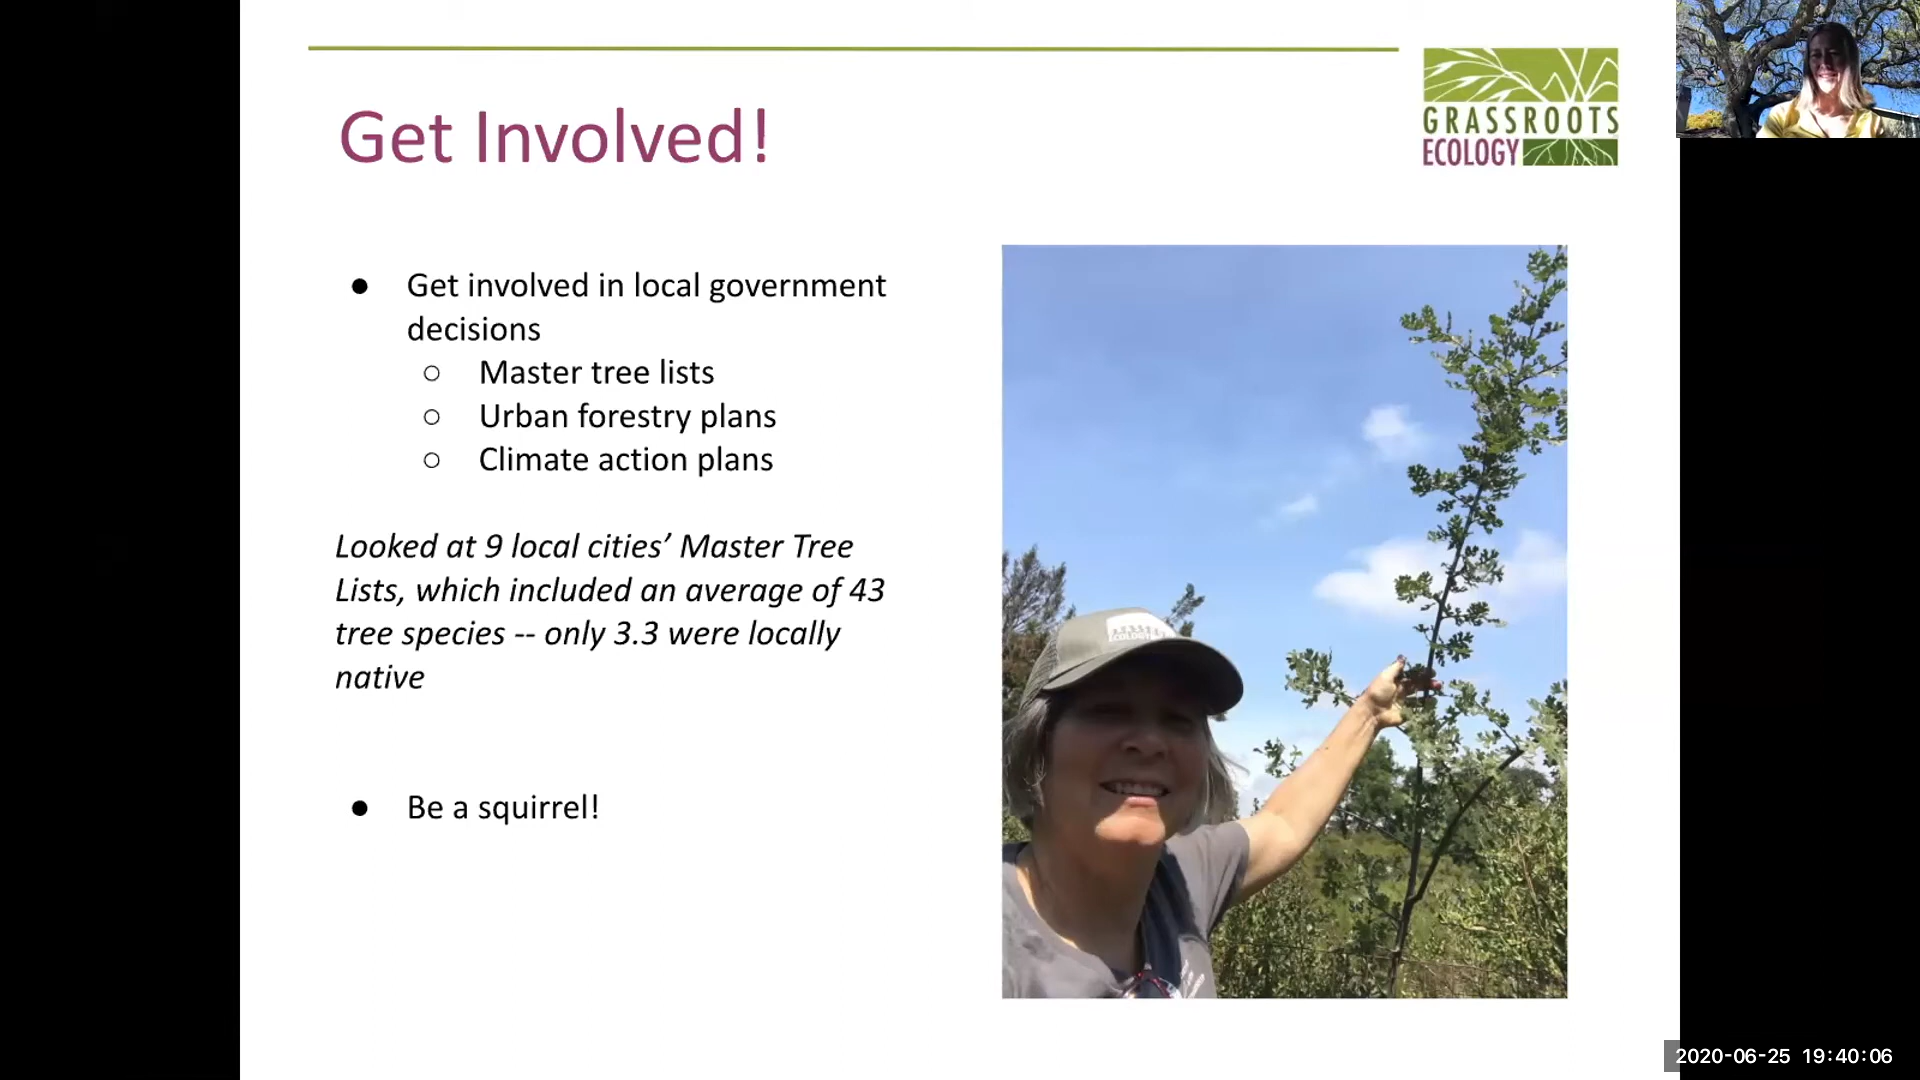 GRASSROOTS
ECOLOGY
Get Involved!
● Get involved in local government
decisions
○ Master tree lists
○ Urban forestry plans
○ Climate action plans
Looked at 9 local cities’ Master Tree
Lists, which included an average of 43
tree species -- only 3.3 were locally
native
● Be a squirrel!
ECOLOGY
2020-06-25 19:40:06